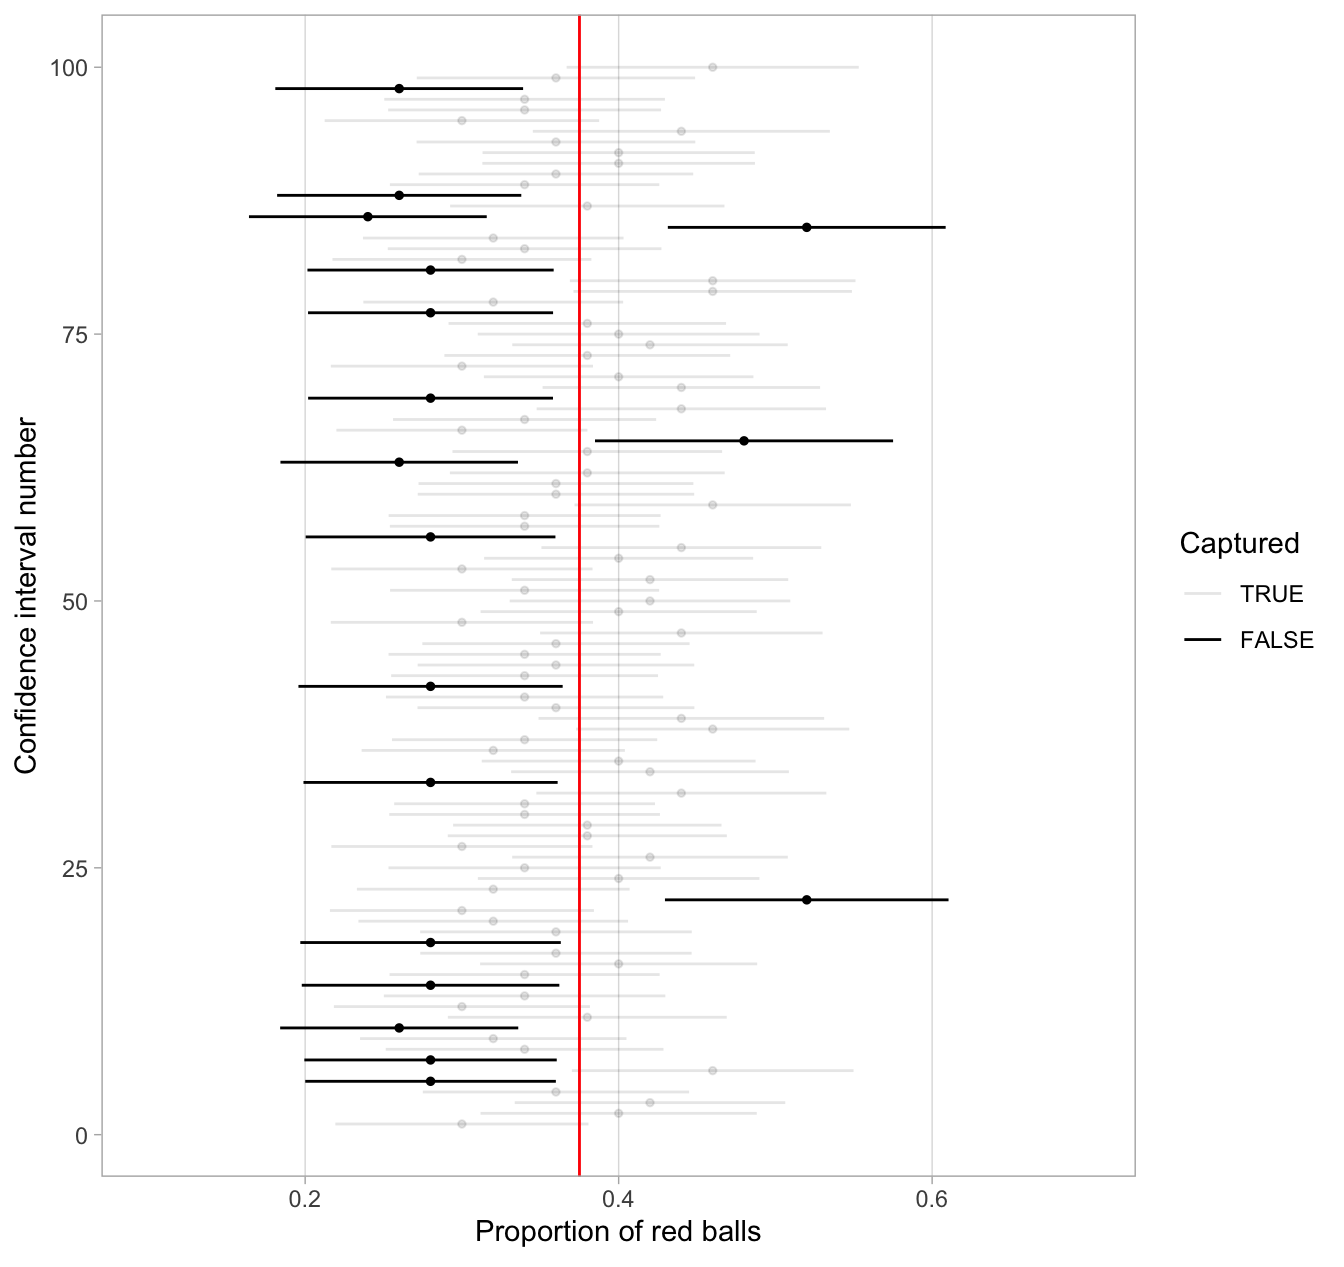 100
75
50
25
0
Confidence interval number
0.2 0.4 0.6
Proportion of red balls
Captured
TRUE
FALSE